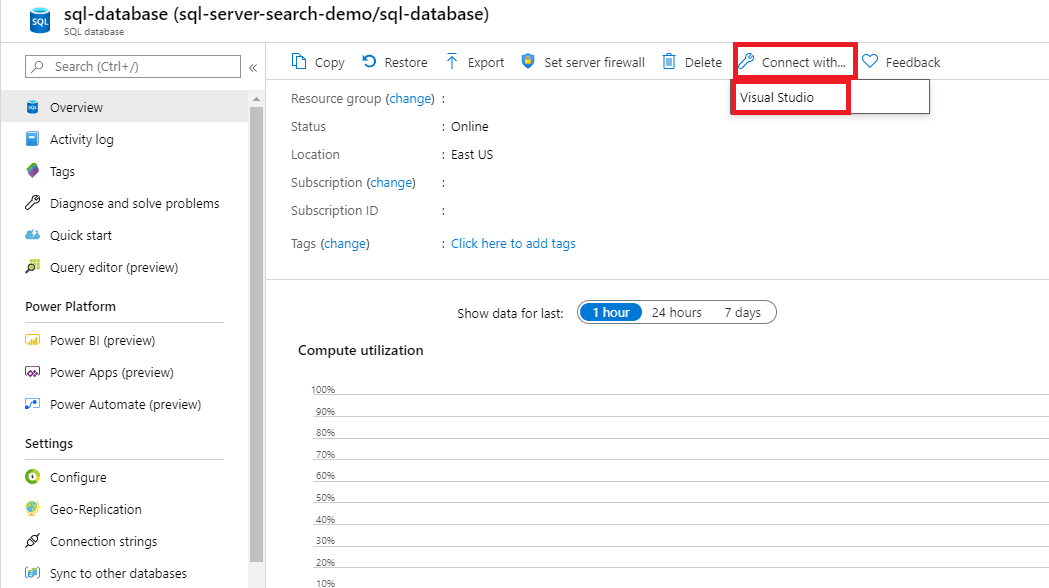 SQL
sql-database (sql-server-search-demo/sql-database)
SQL database
Search (Ctrl+/)
«
Overview
Activity log
Tags
Diagnose and solve problems
Quick start
Query editor (preview)
Power Platform
Power BI (preview)
Power Apps (preview)
Power Automate (preview)
Settings
Configure
Geo-Replication
Connection strings
Sync to other databases
Copy Restore Export Set server firewall Delete Connect with... Feedback
Visual Studio
Resource group (change) :
Status : Online
Location : East US
Subscription (change) :
Subscription ID :
Tags (change) : Click here to add tags
Show data for last: 1 hour 24 hours 7 days
Compute utilization
100%
90%
80%
70%
60%
50%
40%
30%
20%
10%